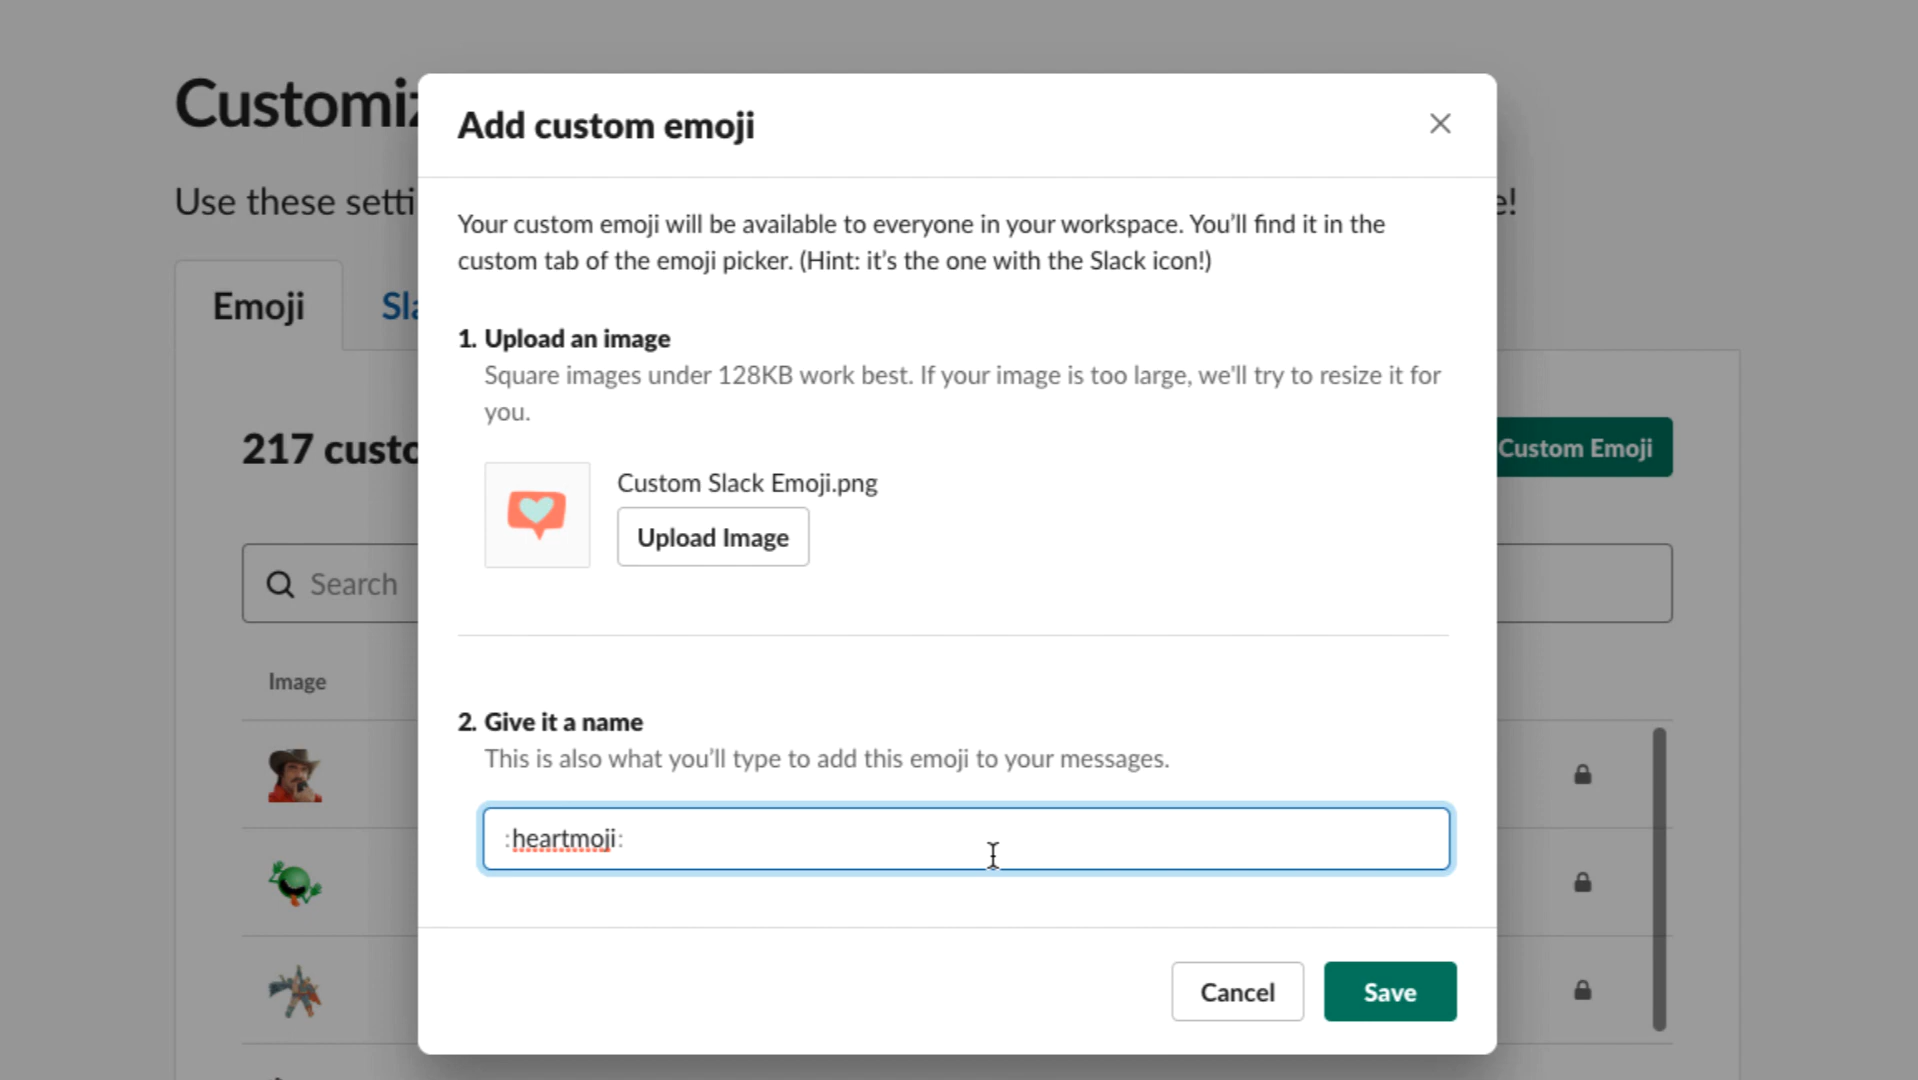 Customiz
Add custom emoji
Use these setti
e!
Your custom emoji will be available to everyone in your workspace. You’ll find it in the
custom tab of the emoji picker. (Hint: it’s the one with the Slack icon!)
Emoji
Sla
1. Upload an image
Square images under 128KB work best. If your image is too large, we'll try to resize it for
you.
217 custo
Custom Emoji
Custom Slack Emoji.png
Upload Image
Search
Image
2. Give it a name
This is also what you’ll type to add this emoji to your messages.
:heartmoji:
Cancel
Save